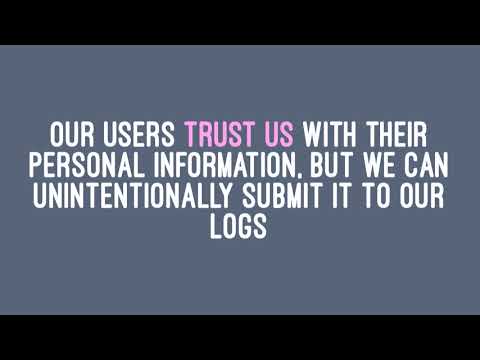 OUR USERS TRUST US WITH THEIR
PERSONAL INFORMATION, BUT WE CAN
UNINTENTIONALLY SUBMIT IT TO OUR
LOGS